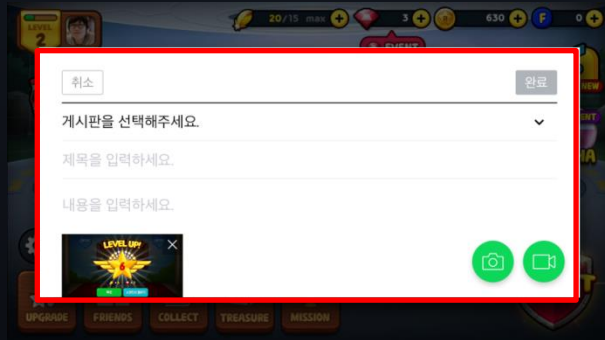 LEVEL
2
20/15 max
3
630
F
0
EVENT
취소
완료
게시판을 선택해주세요.
제목을 입력하세요.
내용을 입력하세요.
LEVEL UP!
6
UPGRADE
FRIENDS
COLLECT
TREASURE
MISSION